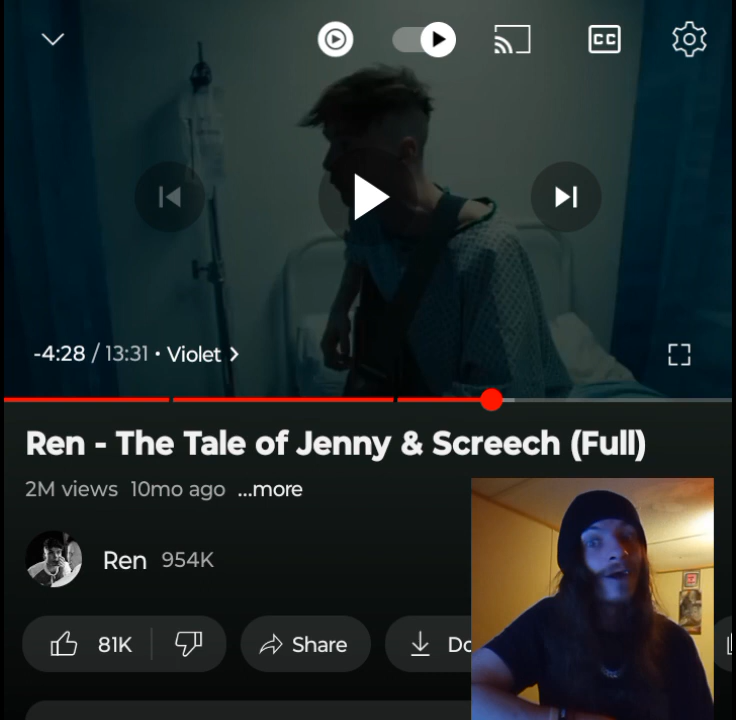 CC
-4:28 / 13:31 • Violet >
Ren - The Tale of Jenny & Screech (Full)
2M views 10mo ago ...more
Ren 954K
81K Share Do